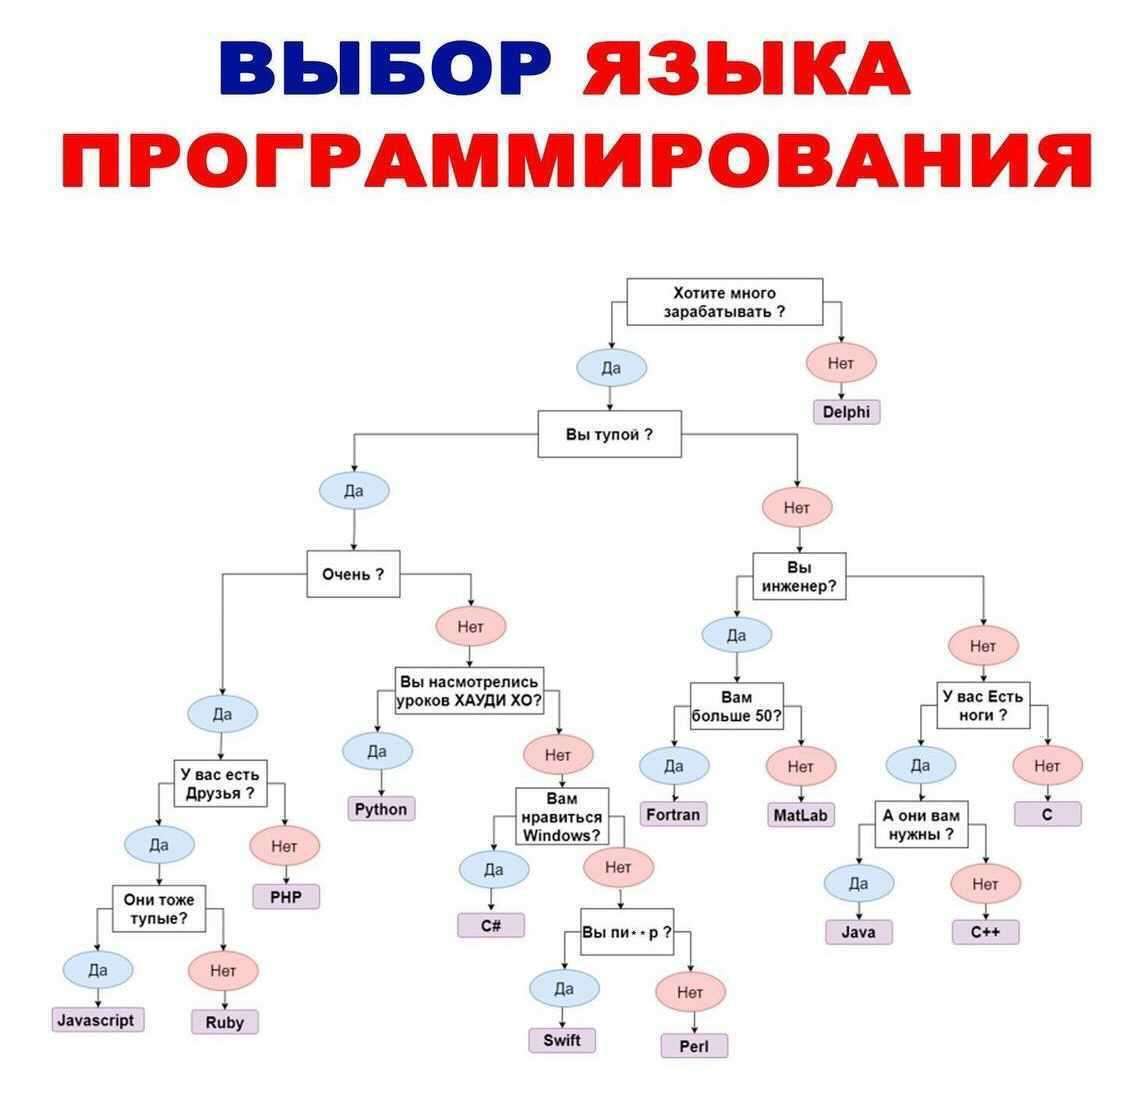 ВЫБОР ЯЗЫКА
ПРОГРАММИРОВАНИЯ
Хотите много
зарабатывать ?
Да
Нет
Delphi
Вы тупой ?
Да
Нет
Очень ?
Вы
инженер?
Нет
Да
Нет
Вы насмотрелись
уроков ХАУДИ ХО?
Вам
больше 50?
У вас Есть
ноги ?
Да
Да
Нет
Да
Нет
Да
Нет
У вас есть
Друзья ?
Python
Вам
нравиться
Windows?
Fortran
MatLab
А они вам
нужны ?
C
Да
Нет
Да
Нет
Да
Нет
Они тоже
тупые?
PHP
C#
Вы пи**р ?
Java
C++
Да
Нет
Да
Нет
Javascript
Ruby
Swift
Perl